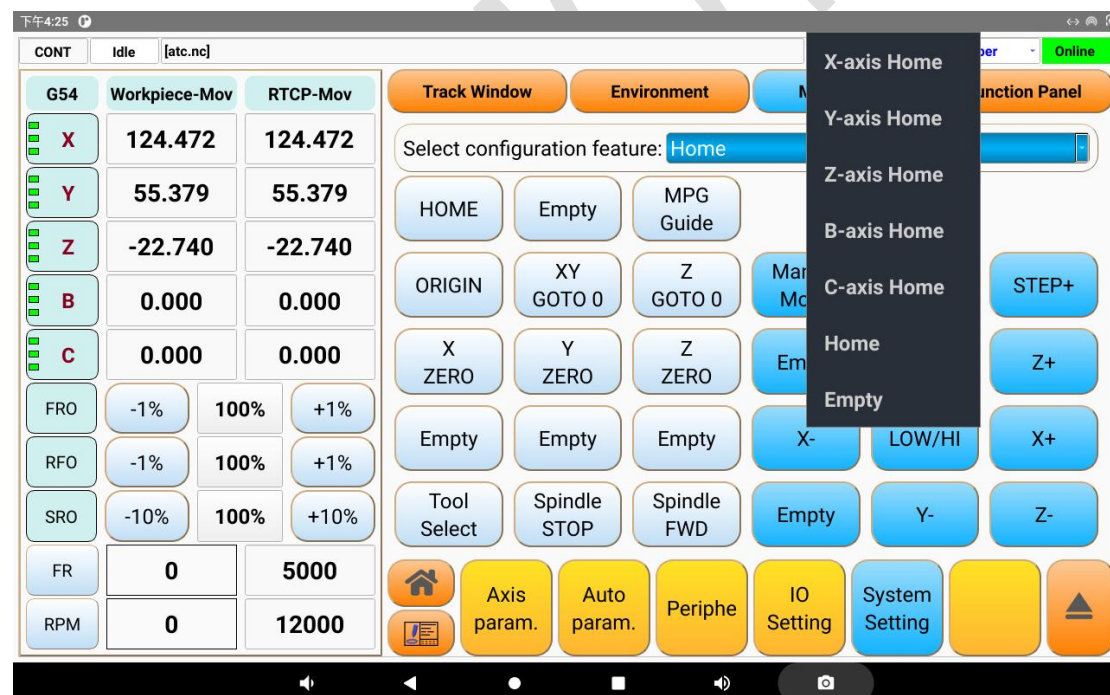 下午4:25
CONT Idle [atc.nc] Online
G54 Workpiece-Mov RTCP-Mov
X 124.472 124.472
Y 55.379 55.379
Z -22.740 -22.740
B 0.000 0.000
C 0.000 0.000
FRO -1% 100% +1%
RFO -1% 100% +1%
SRO -10% 100% +10%
FR 0 5000
RPM 0 12000
Track Window Environment Panel
Select configuration feature: Home
HOME Empty MPG
Guide
ORIGIN XY
GOTO 0
Z
GOTO 0
STEP+
X
ZERO
Y
ZERO
Z
ZERO
Z+
Empty Empty Empty X- LOW/HI X+
Tool
Select
Spindle
STOP
Spindle
FWD
Empty Y- Z-
X-axis Home
Y-axis Home
Z-axis Home
B-axis Home
C-axis Home
Home
Empty
Axis
param.
Auto
param.
Periphe
IO
Setting
System
Setting